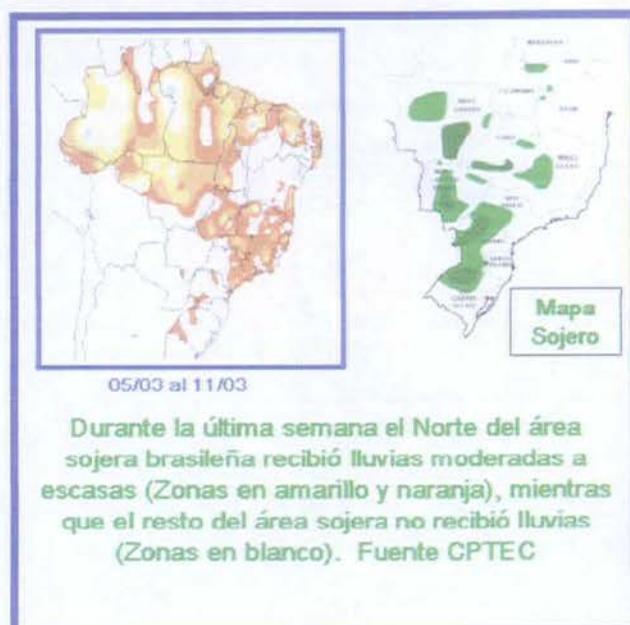 Mapa
Sojero
05/03 al 11/03
Durante la última semana el Norte del área
sojera brasileña recibió lluvias moderadas a
escasas (Zonas en amarillo y naranja), mientras
que el resto del área sojera no recibió lluvias
(Zonas en blanco). Fuente CPTEC